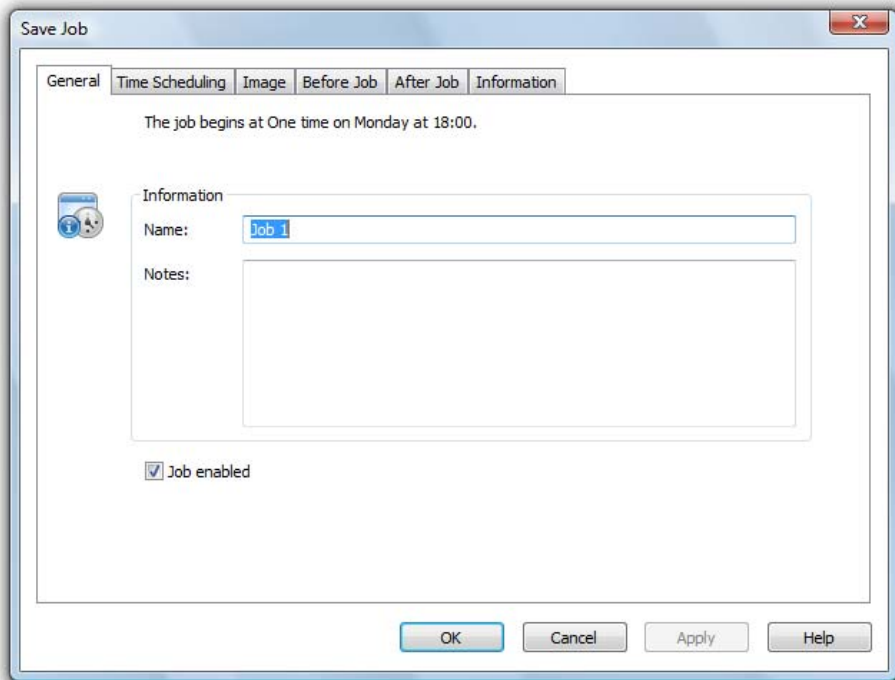 Save Job
General Time Scheduling Image Before Job After Job Information
The job begins at One time on Monday at 18:00.
Information
Name: Job 1
Notes:
Job enabled
OK Cancel Apply Help